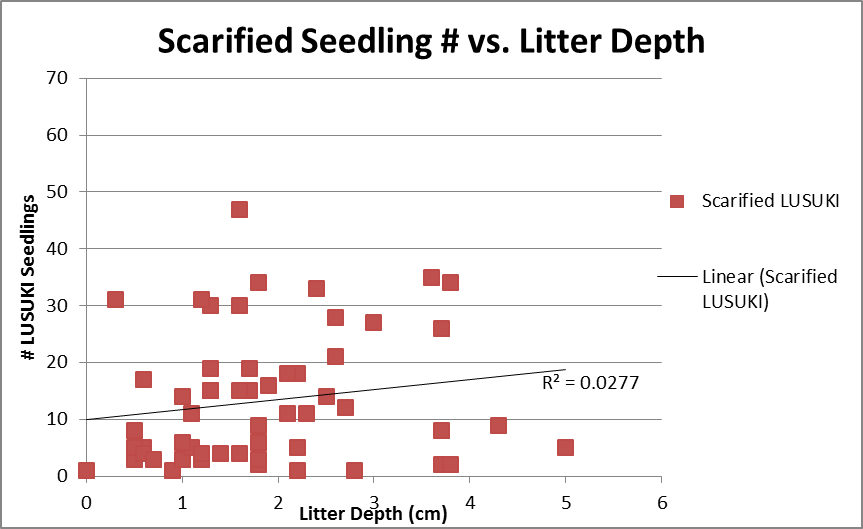 Scarified Seedling # vs. Litter Depth
# LUSUKI Seedlings
70
60
50
40
30
20
10
0
0
1
2
3
4
5
6
Litter Depth (cm)
R² = 0.0277
Scarified LUSUKI
Linear (Scarified
LUSUKI)